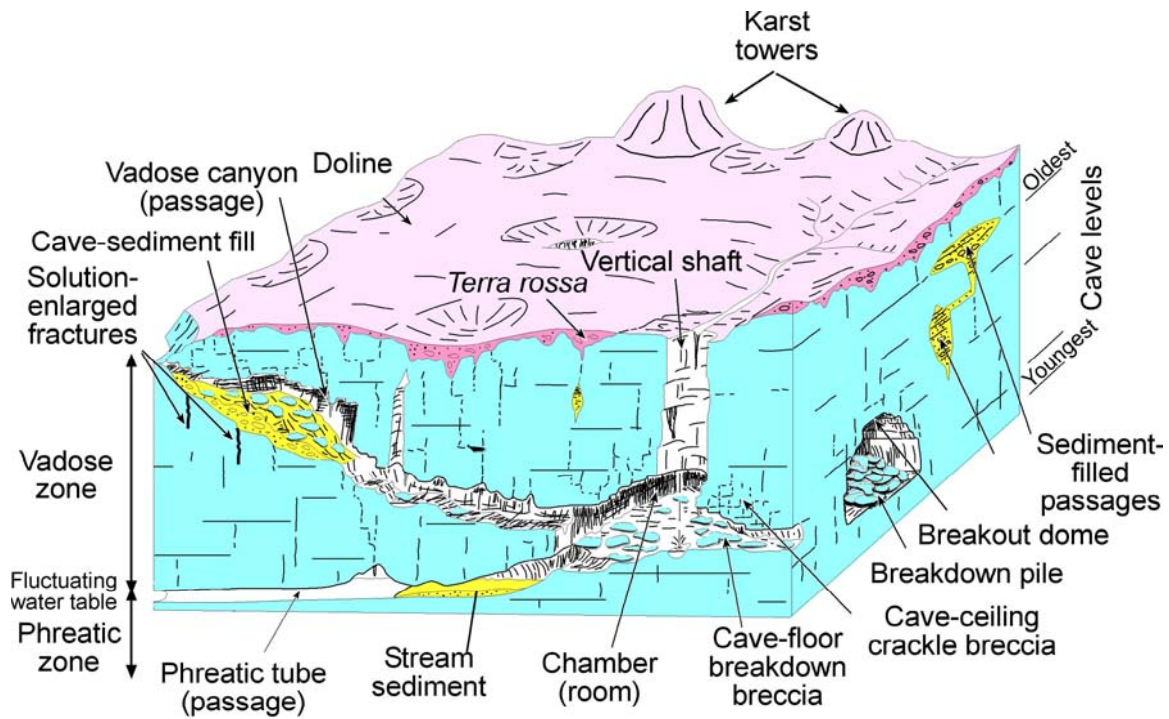 Karst
towers
Doline
Vadose canyon
(passage)
Cave-sediment fill
Solution-
enlarged
fractures
Terra rossa
Vertical shaft
Oldest
Cave levels
Youngest
Vadose
zone
Sediment-
filled
passages
Breakout dome
Breakdown pile
Fluctuating
water table
Phreatic
zone
Phreatic tube
(passage)
Stream
sediment
Chamber
(room)
Cave-floor
breakdown
breccia
Cave-ceiling
crackle breccia